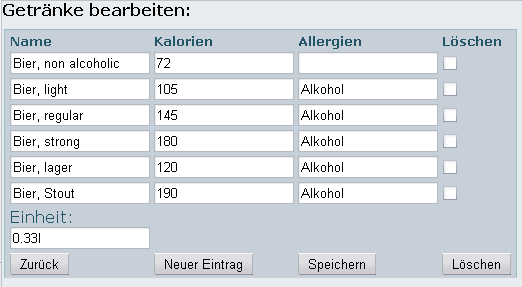 Getränke bearbeiten:
Name Kalorien Allergien Löschen
Bier, non alcoholic 72
Bier, light 105 Alkohol
Bier, regular 145 Alkohol
Bier, strong 180 Alkohol
Bier, lager 120 Alkohol
Bier, Stout 190 Alkohol
Einheit:
0.33l
Zurück Neuer Eintrag Speichern Löschen